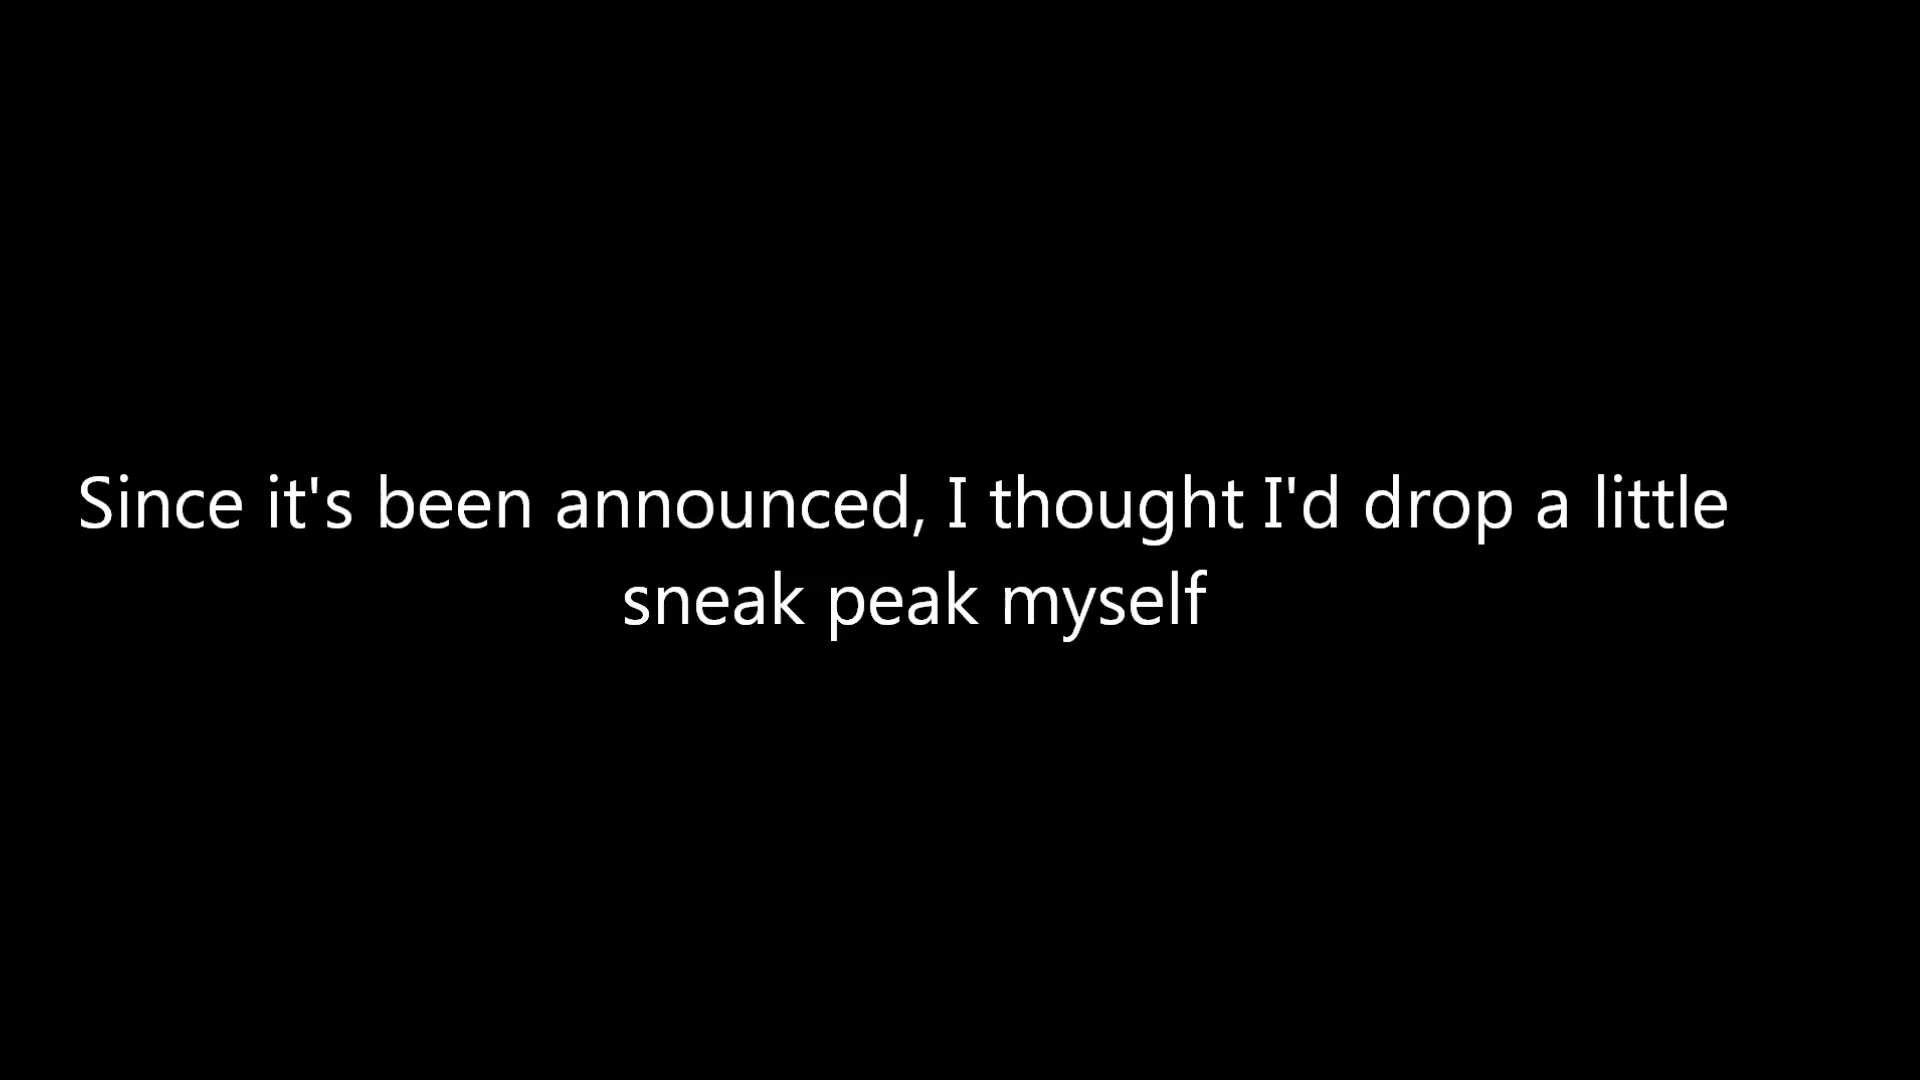 Since it's been announced, I thought I'd drop a little
sneak peak myself